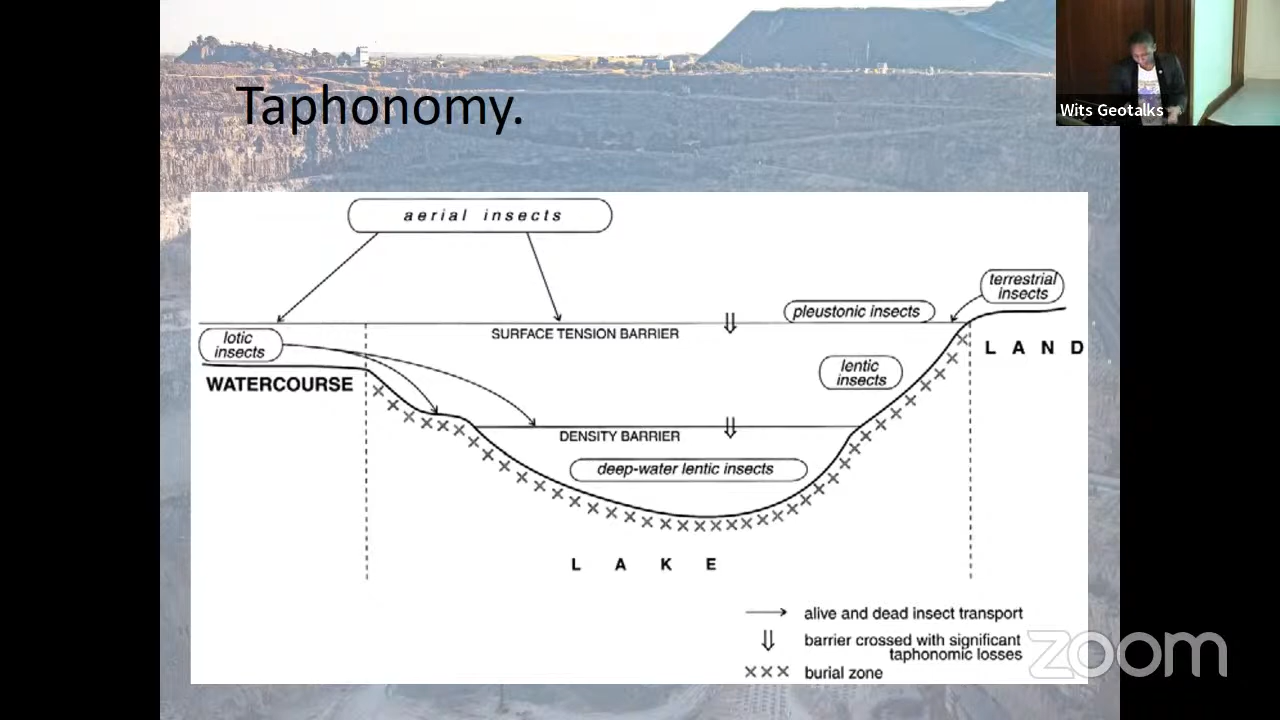 Taphonomy.
Wits Geotalks
aerial insects
terrestrial
insects
pleustonic insects
SURFACE TENSION BARRIER
lotic
insects
LAND
lentic
insects
WATERCOURSE
DENSITY BARRIER
deep-water lentic insects
LAKE
alive and dead insect transport
barrier crossed with significant
taphonomic losses
burial zone
zoom